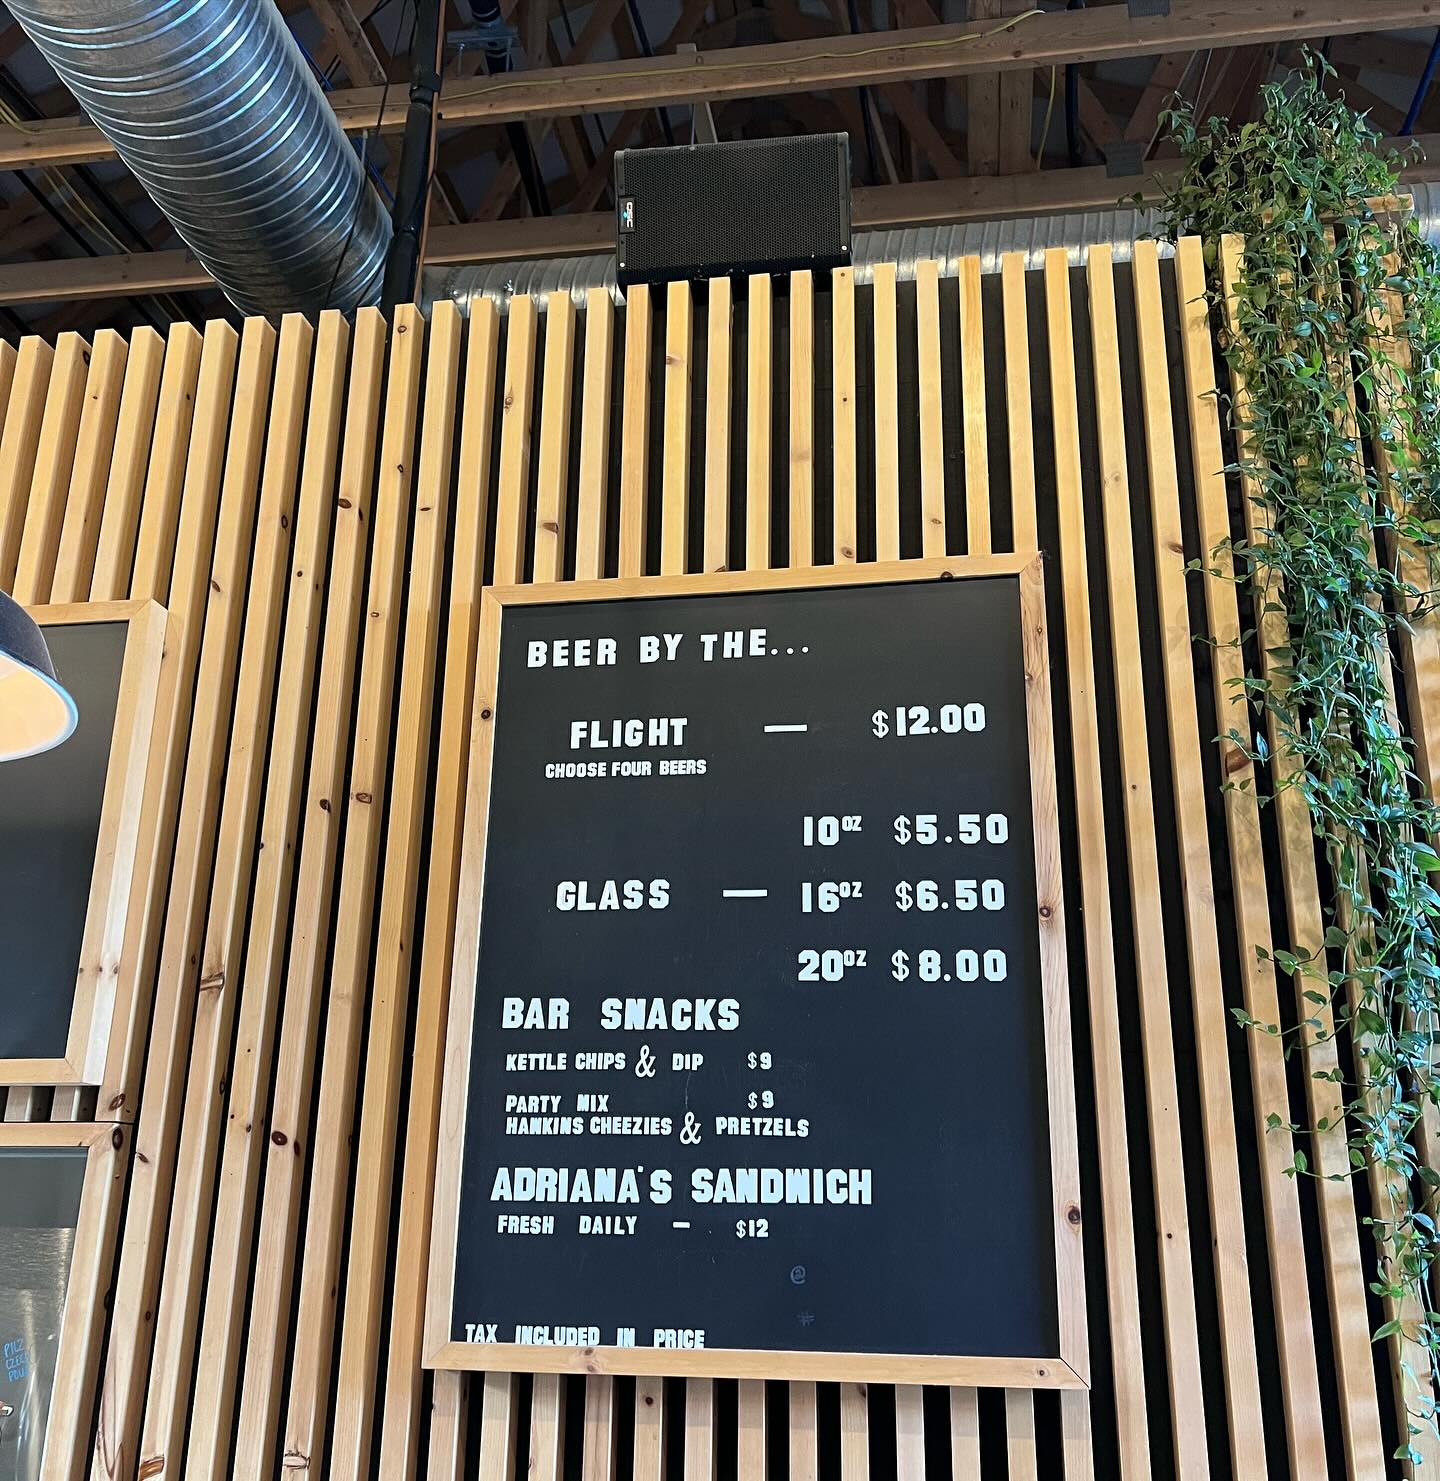 QSC
BEER BY THE...
FLIGHT — $12.00
CHOOSE FOUR BEERS
10OZ $5.50
GLASS — 16OZ $6.50
20OZ $8.00
BAR SNACKS
KETTLE CHIPS & DIP $9
PARTY MIX $9
HAWKINS CHEEZIES & PRETZELS
ADRIANA'S SANDWICH
FRESH DAILY - $12
@
#
TAX INCLUDED IN PRICE